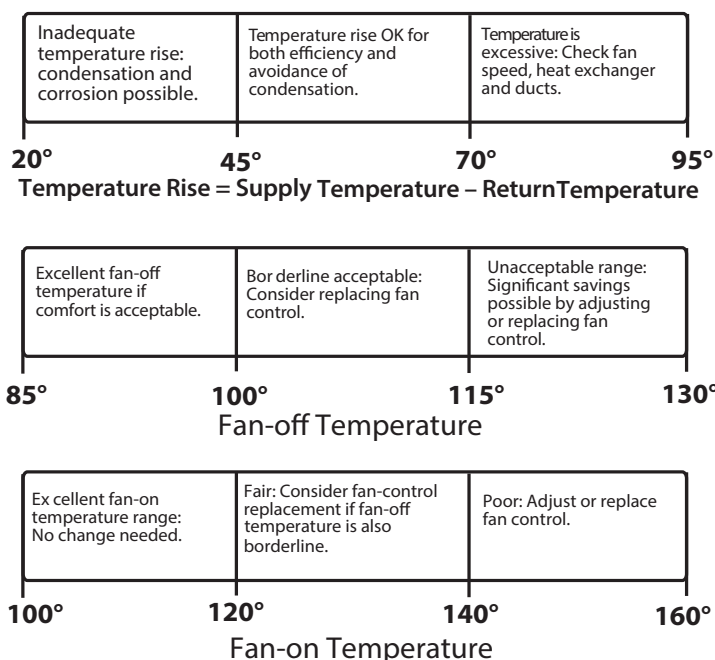 Inadequate
temperature rise:
condensation and
corrosion possible.
Temperature rise OK for
both efficiency and
avoidance of
condensation.
Temperature is
excessive: Check fan
speed, heat exchanger
and ducts.
20° 45° 70° 95°
Temperature Rise = Supply Temperature – ReturnTemperature
Excellent fan-off
temperature if
comfort is acceptable.
Bor derline acceptable:
Consider replacing fan
control.
Unacceptable range:
Significant savings
possible by adjusting
or replacing fan
control.
85° 100° 115° 130°
Fan-off Temperature
Ex cellent fan-on
temperature range:
No change needed.
Fair: Consider fan-control
replacement if fan-off
temperature is also
borderline.
Poor: Adjust or replace
fan control.
100° 120° 140° 160°
Fan-on Temperature